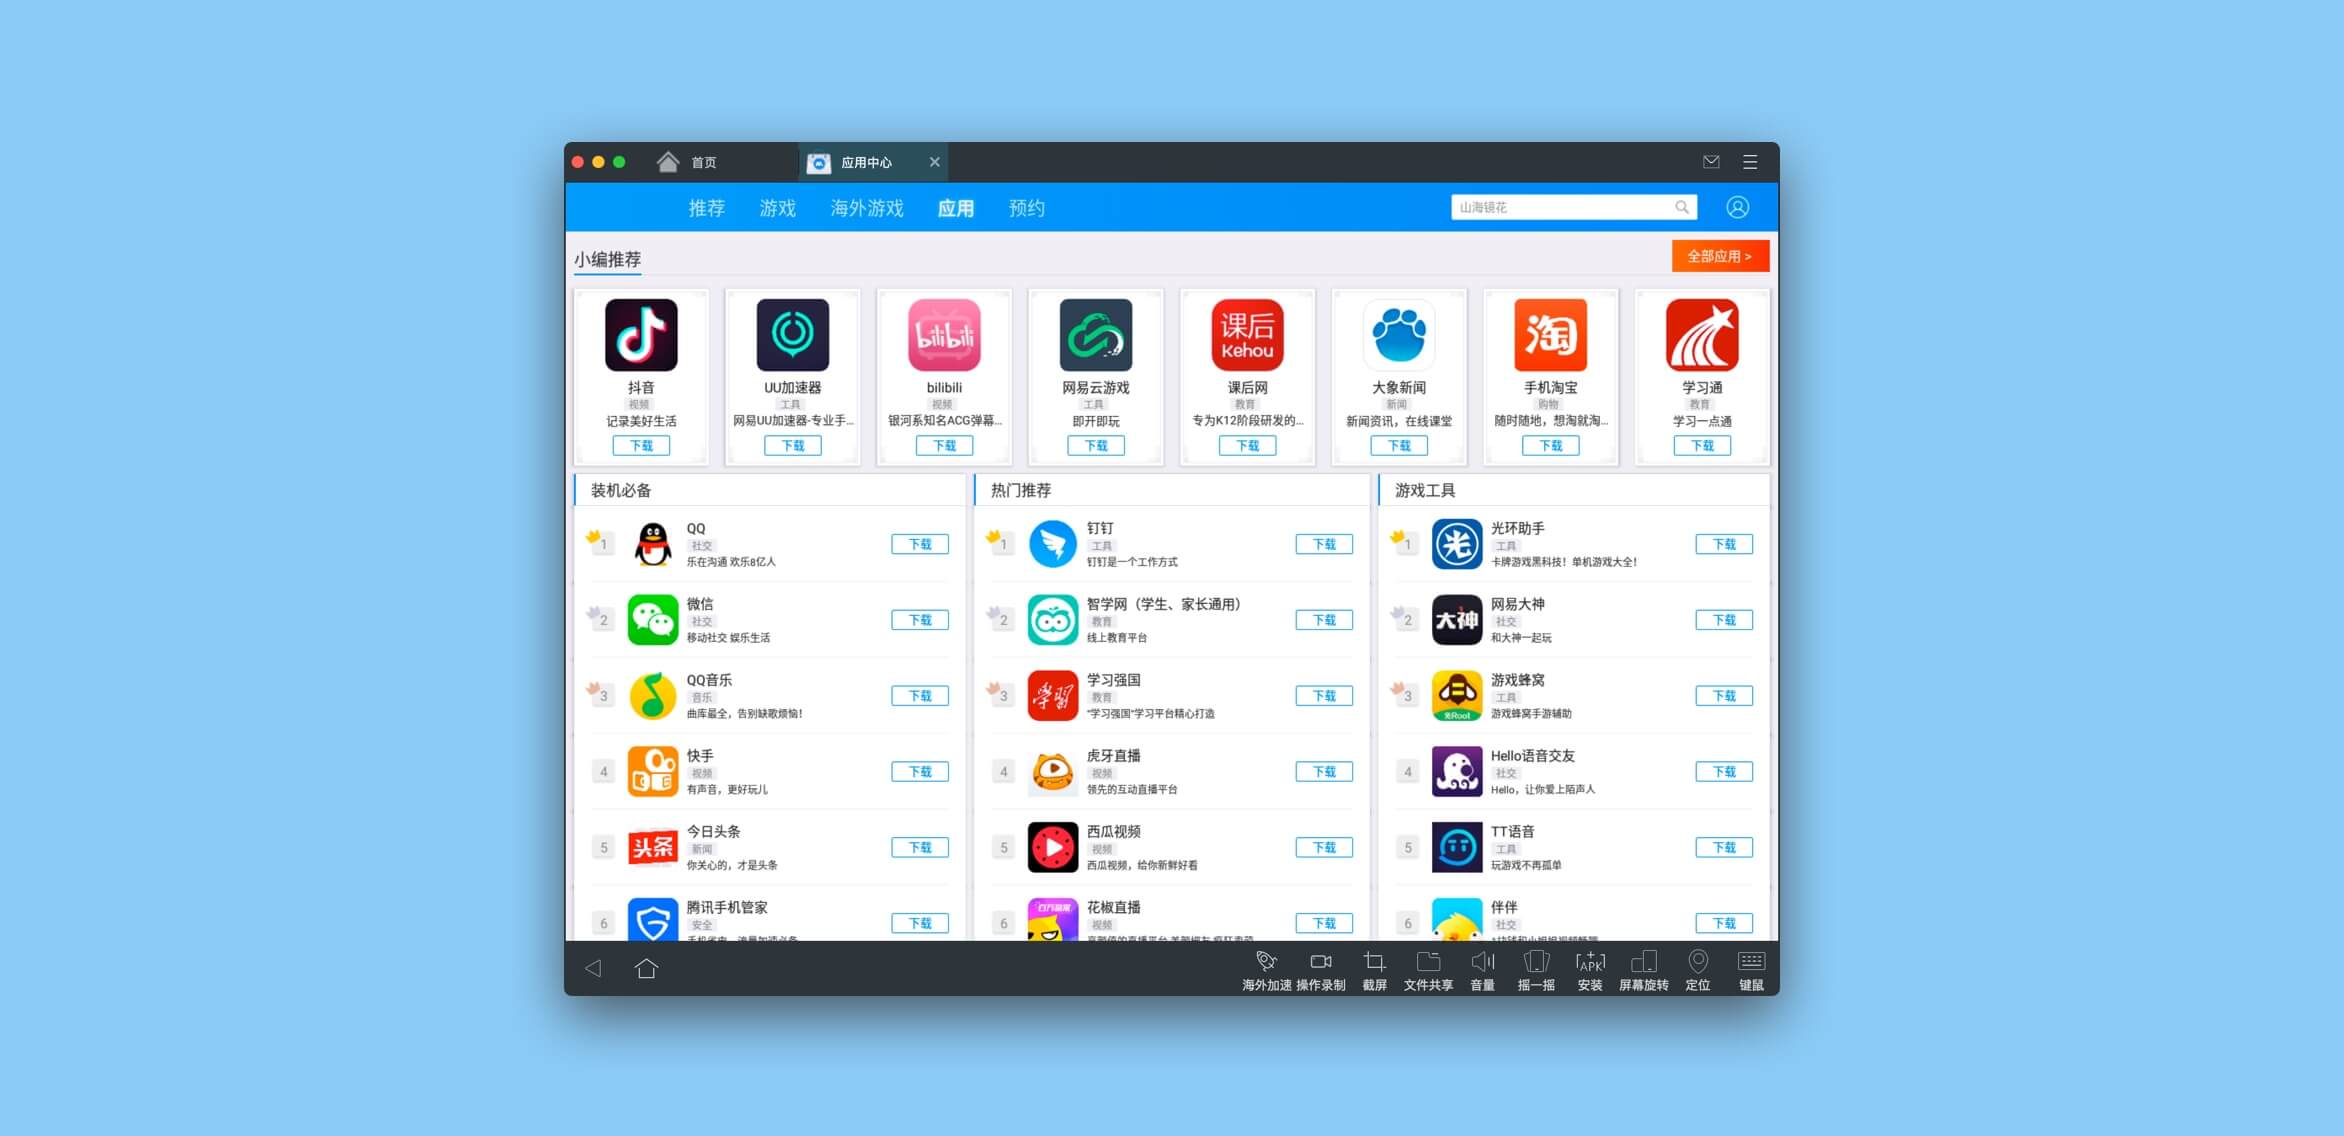 首页
应用中心
推荐 游戏 海外游戏 应用 预约
山海镜花
小编推荐
全部应用 >
课后
Kehou
bilibili
淘
抖音
视频
记录美好生活
下载
UU加速器
工具
网易UU加速器-专业手...
下载
bilibili
视频
银河系知名ACG弹幕...
下载
网易云游戏
工具
即开即玩
下载
课后网
教育
专为K12阶段研发的...
下载
大象新闻
新闻
新闻资讯，在线课堂
下载
手机淘宝
购物
随时随地，想淘就淘...
下载
学习通
教育
学习一点通
下载
装机必备
1
QQ
社交
乐在沟通 欢乐8亿人
下载
2
微信
社交
移动社交 娱乐生活
下载
3
QQ音乐
音乐
曲库最全，告别缺歌烦恼！
下载
4
快手
视频
有声音，更好玩儿
下载
5
头条
今日头条
新闻
你关心的，才是头条
下载
6
腾讯手机管家
安全
下载
热门推荐
1
钉钉
工具
钉钉是一个工作方式
下载
2
智学网（学生、家长通用）
教育
线上教育平台
下载
3
學習
学习强国
教育
“学习强国”学习平台精心打造
下载
4
虎牙直播
视频
领先的互动直播平台
下载
5
西瓜视频
视频
西瓜视频，给你新鲜好看
下载
6
花椒直播
视频
下载
游戏工具
1
光
光环助手
工具
卡牌游戏黑科技！单机游戏大全！
下载
2
大神
网易大神
社交
和大神一起玩
下载
3
免Root
游戏蜂窝
工具
游戏蜂窝手游辅助
下载
4
Hello语音交友
社交
Hello，让你爱上陌声人
下载
5
TT语音
工具
玩游戏不再孤单
下载
6
伴伴
社交
下载
APK
海外加速 操作录制 截屏 文件共享 音量 摇一摇 安装 屏幕旋转 定位 键鼠